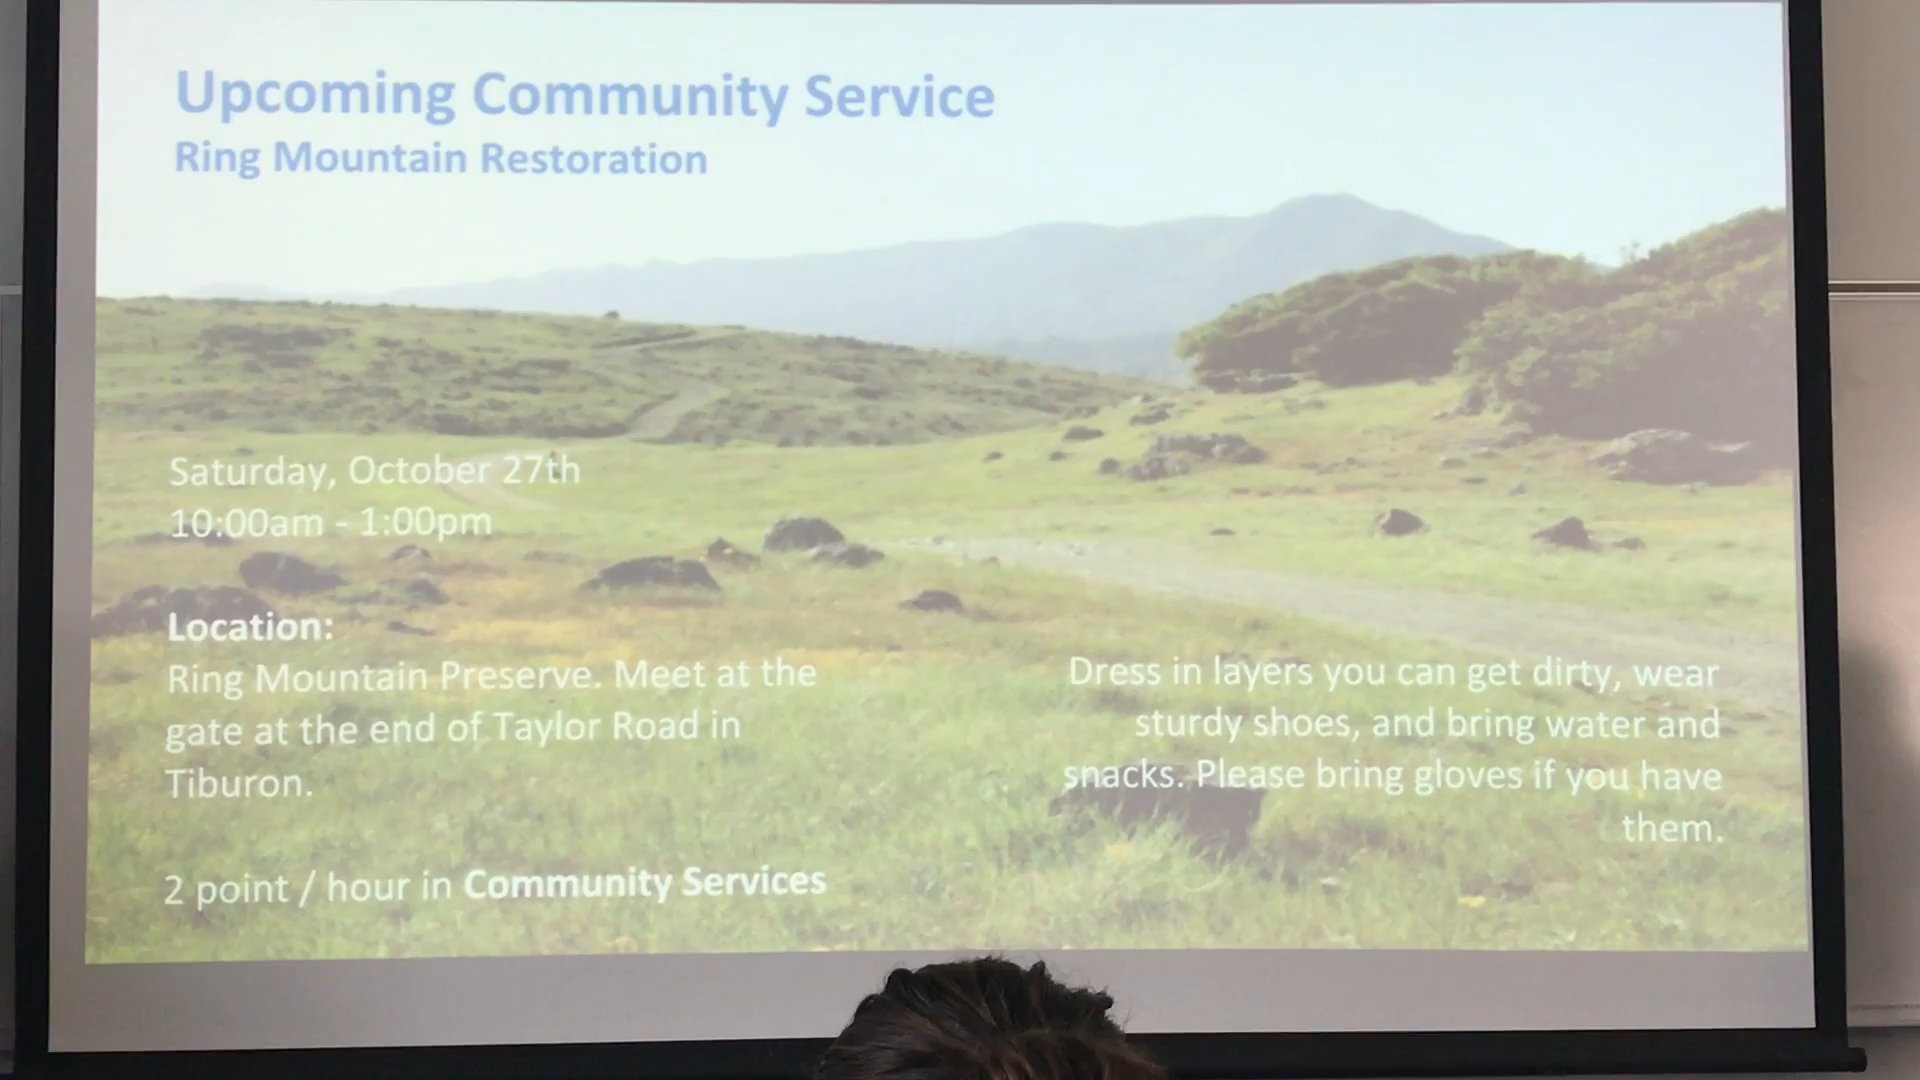 Upcoming Community Service
Ring Mountain Restoration
Saturday, October 27th
10:00am - 1:00pm
Location:
Ring Mountain Preserve. Meet at the
gate at the end of Taylor Road in
Tiburon.
2 point / hour in Community Services
Dress in layers you can get dirty, wear
sturdy shoes, and bring water and
snacks. Please bring gloves if you have
them.